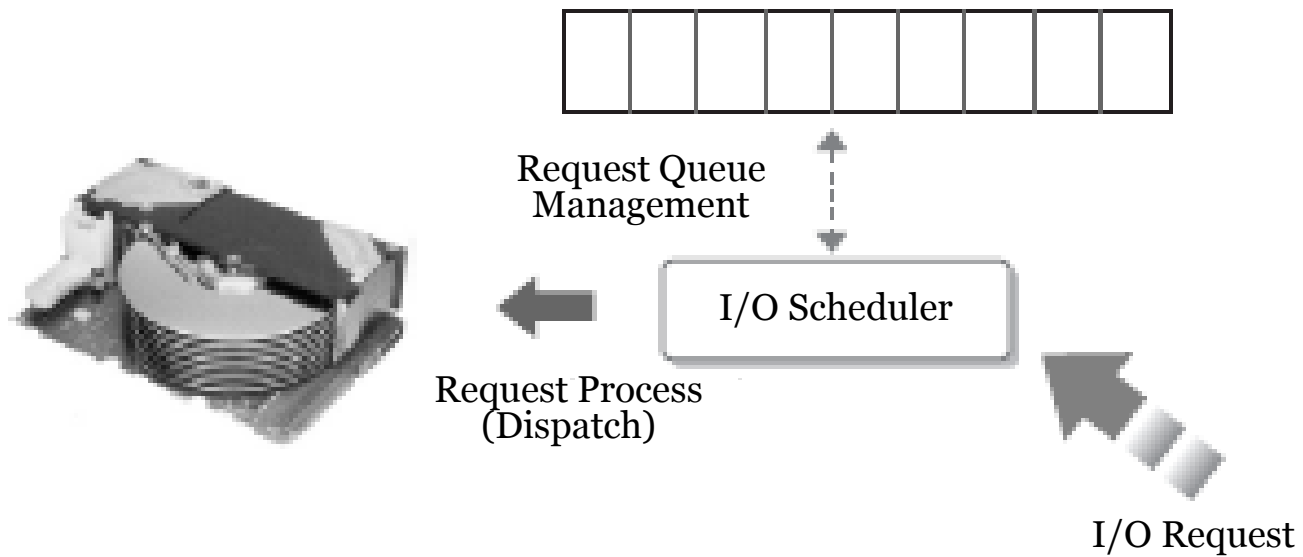 Request Queue
Management
I/O Scheduler
Request Process
(Dispatch)
I/O Request